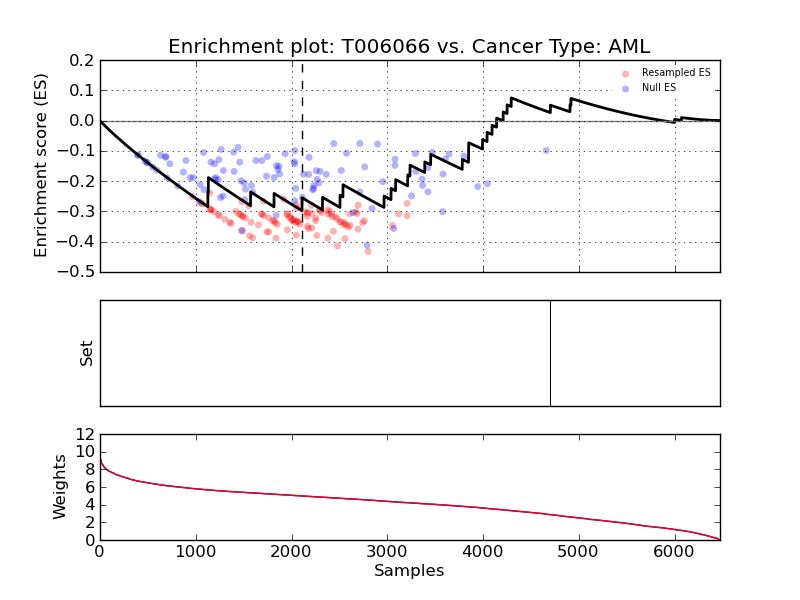 Enrichment plot: T006066 vs. Cancer Type: AML
0.2
0.1
0.0
−0.1
−0.2
−0.3
−0.4
−0.5
Enrichment score (ES)
Resampled ES
Null ES
Set
12
10
8
6
4
2
0
Weights
0 1000 2000 3000 4000 5000 6000
Samples